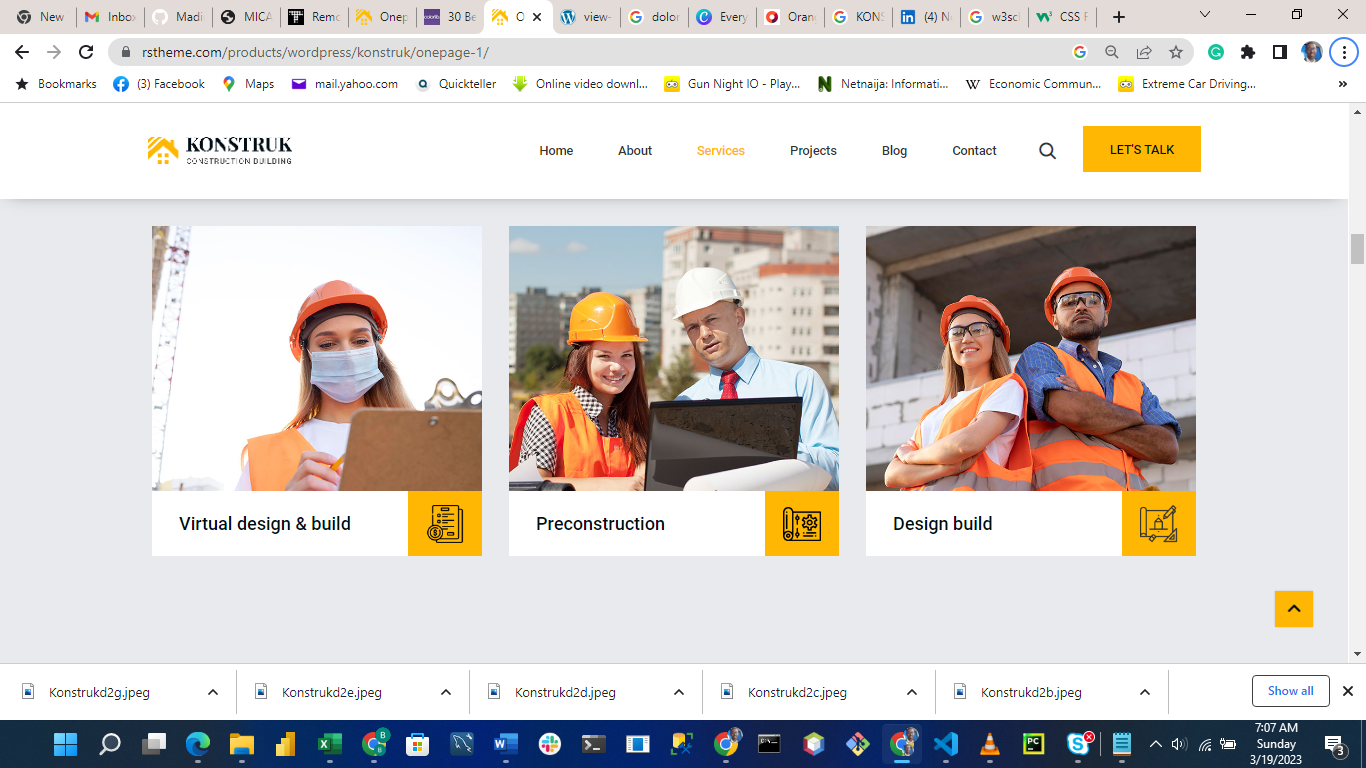 New
Inbox
Madi
MICA
Remo
Onep
30 Be
O
view-
dolor
Every
Oran
KONS
(4) N
w3sc
CSS F
rstheme.com/products/wordpress/konstruk/onepage-1/
Bookmarks
(3) Facebook
Maps
mail.yahoo.com
Quickteller
Online video downl...
Gun Night IO - Play...
Netnaija: Informati...
Economic Commun...
Extreme Car Driving...
KONSTRUK
CONSTRUCTION BUILDING
Home
About
Services
Projects
Blog
Contact
LET'S TALK
Virtual design & build
Preconstruction
Design build
Konstrukd2g.jpeg
Konstrukd2e.jpeg
Konstrukd2d.jpeg
Konstrukd2c.jpeg
Konstrukd2b.jpeg
Show all
7:07 AM
Sunday
3/19/2023
3